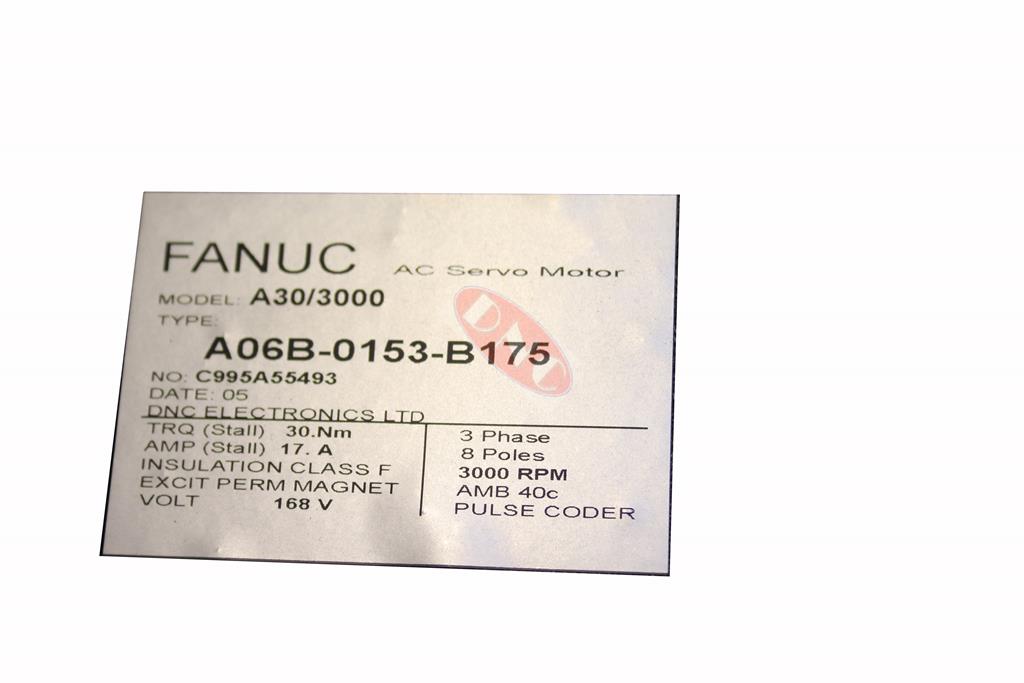 FANUC AC Servo Motor
MODEL: A30/3000
TYPE:
A06B-0153-B175
DNC
NO: C995A55493
DATE: 05
DNC ELECTRONICS LTD
TRQ (Stall) 30.Nm
AMP (Stall) 17. A
INSULATION CLASS F
EXCIT PERM MAGNET
VOLT 168 V
3 Phase
8 Poles
3000 RPM
AMB 40c
PULSE CODER